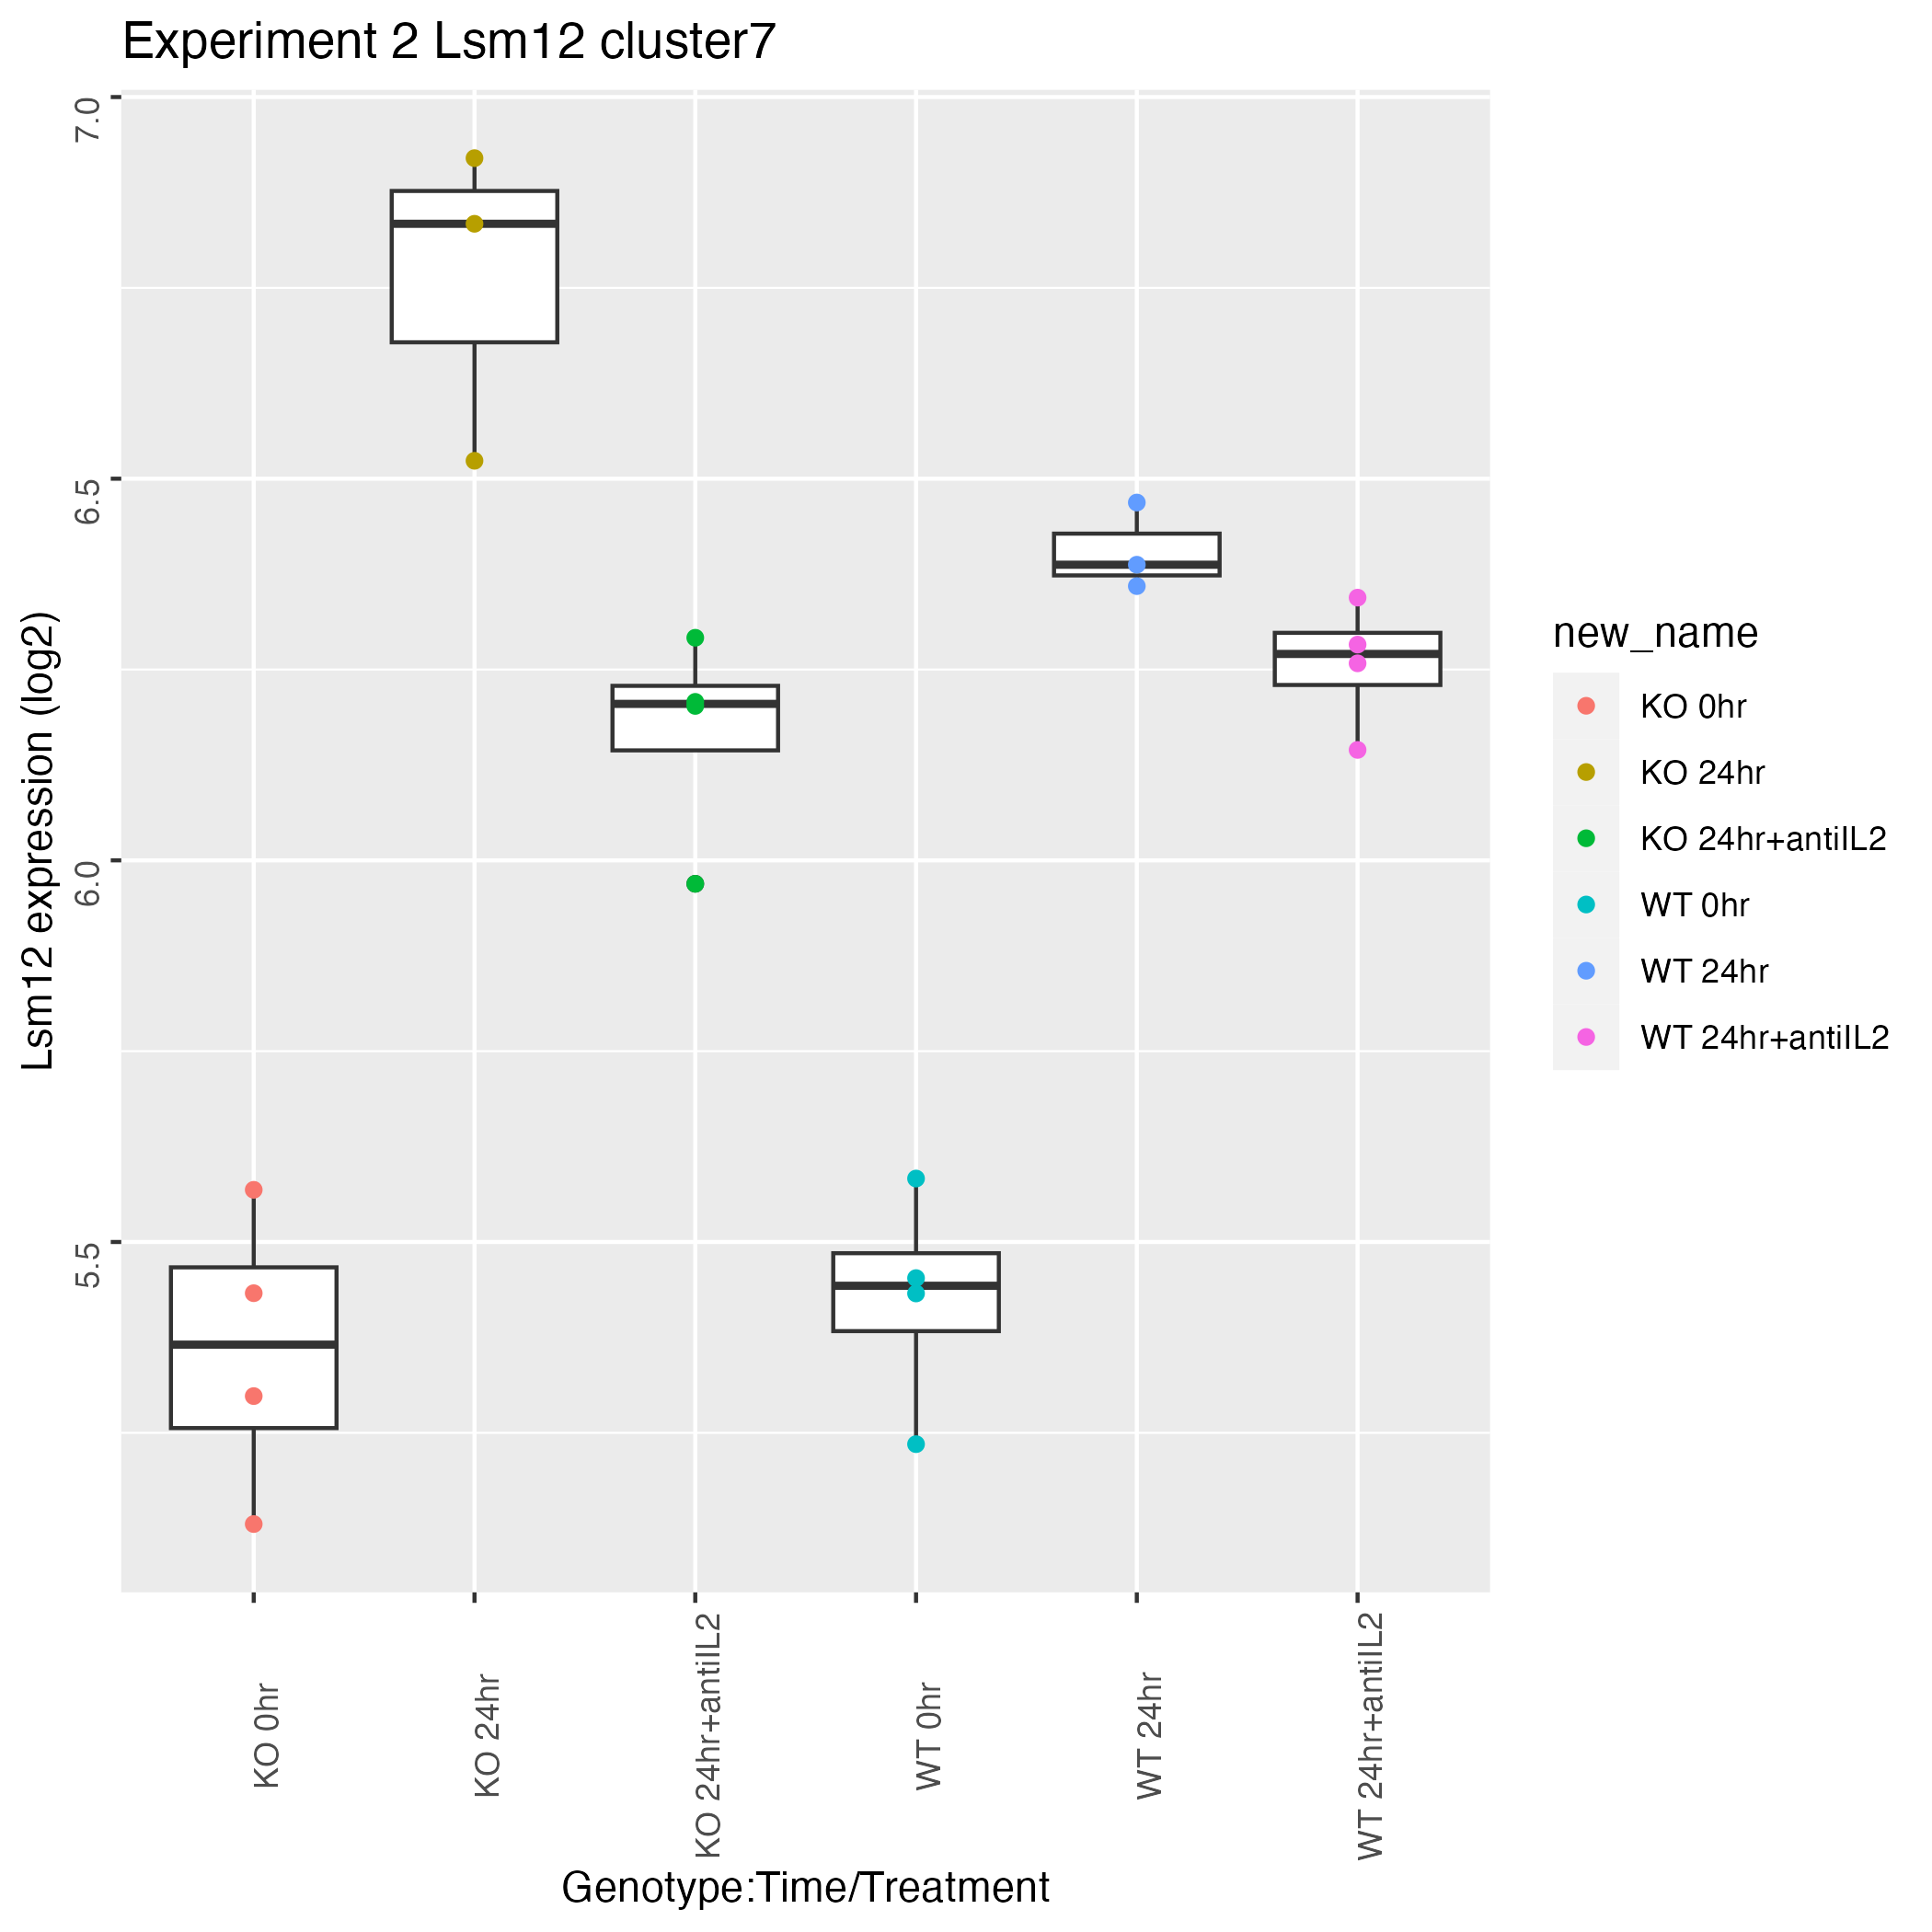 Experiment 2 Lsm12 cluster7
Lsm12 expression (log2)
7.0
6.5
6.0
5.5
KO 0hr
KO 24hr
KO 24hr+antiIL2
WT 0hr
WT 24hr
WT 24hr+antiIL2
Genotype:Time/Treatment
new_name
KO 0hr
KO 24hr
KO 24hr+antiIL2
WT 0hr
WT 24hr
WT 24hr+antiIL2